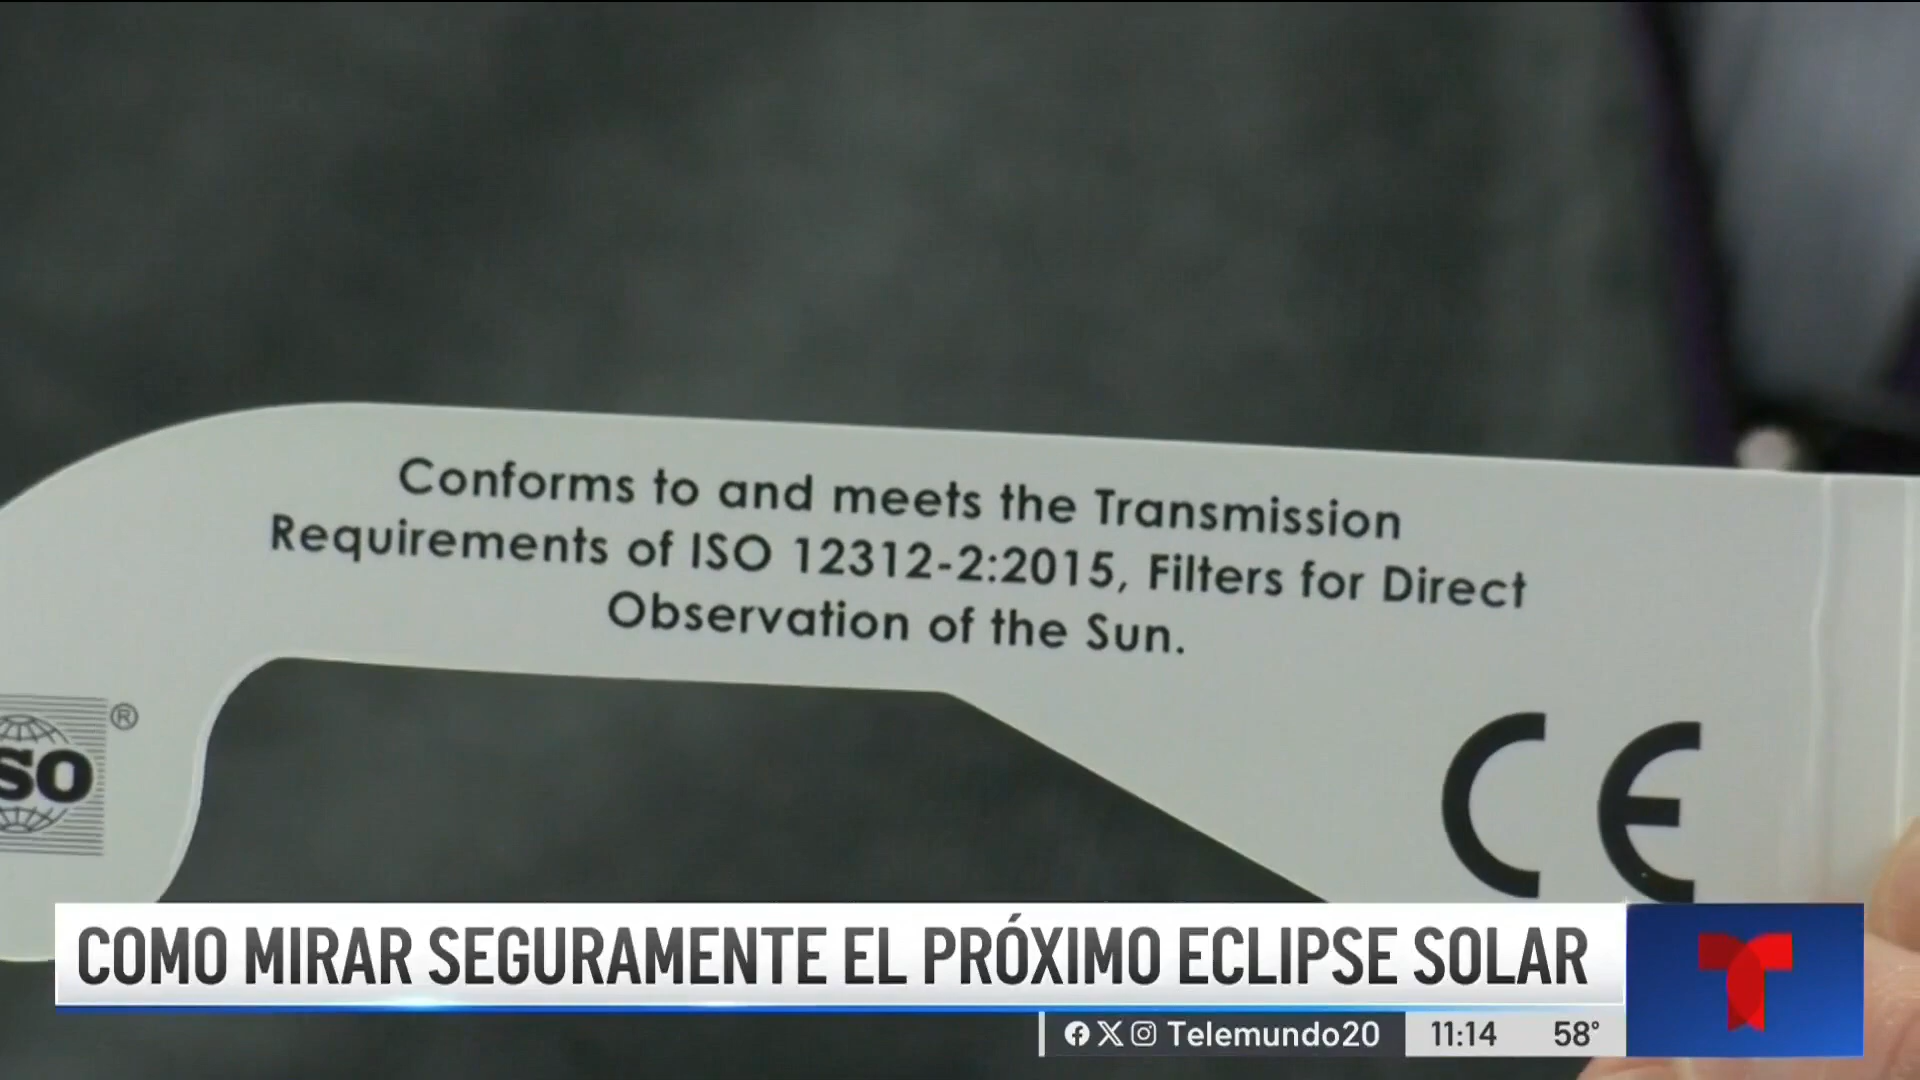 Conforms to and meets the Transmission
Requirements of ISO 12312-2:2015, Filters for Direct
Observation of the Sun.
®
SO
CE
COMO MIRAR SEGURAMENTE EL PRÓXIMO ECLIPSE SOLAR
Telemundo20 11:14 58°